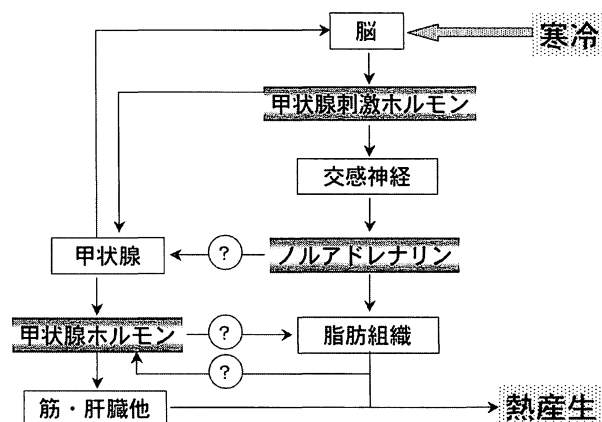 脳
寒冷
甲状腺刺激ホルモン
交感神経
甲状腺
?
ノルアドレナリン
甲状腺ホルモン
?
脂肪組織
?
筋・肝臓他
熱産生